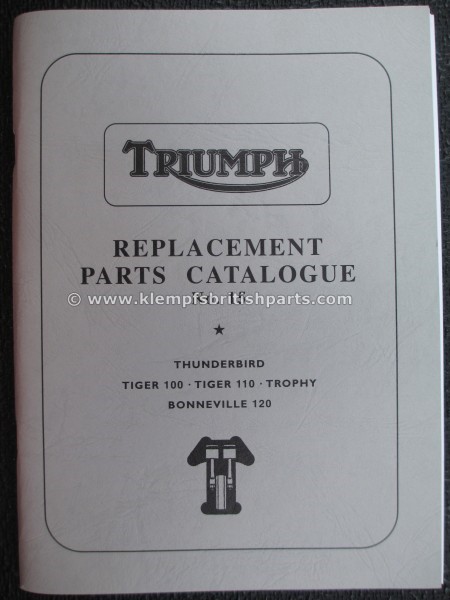 TRIUMPH
REPLACEMENT
PARTS CATALOGUE
© www.klempfsbritishparts.com
★
THUNDERBIRD
TIGER 100 · TIGER 110 · TROPHY
BONNEVILLE 120